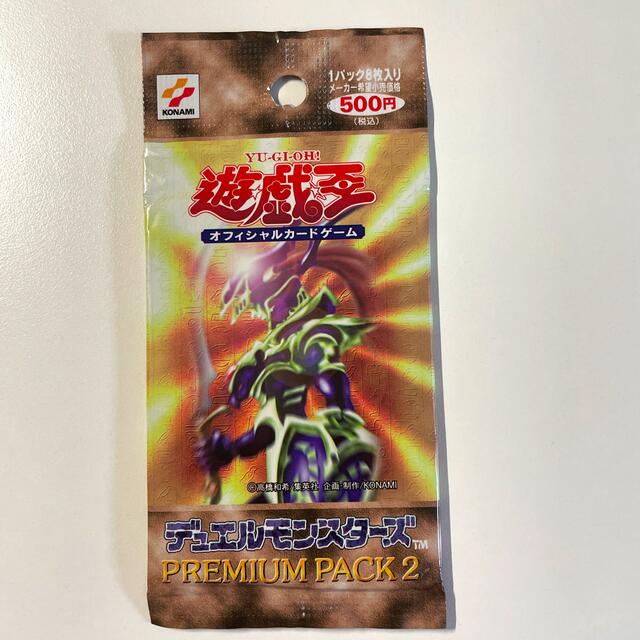 KONAMI
1パック8枚入り
メーカー希望小売価格
500円
(税込)
YU-GI-OH!
遊戯王
オフィシャルカードゲーム
©高橋和希/集英社 企画・制作/KONAMI
デュエルモンスターズ™
PREMIUM PACK 2